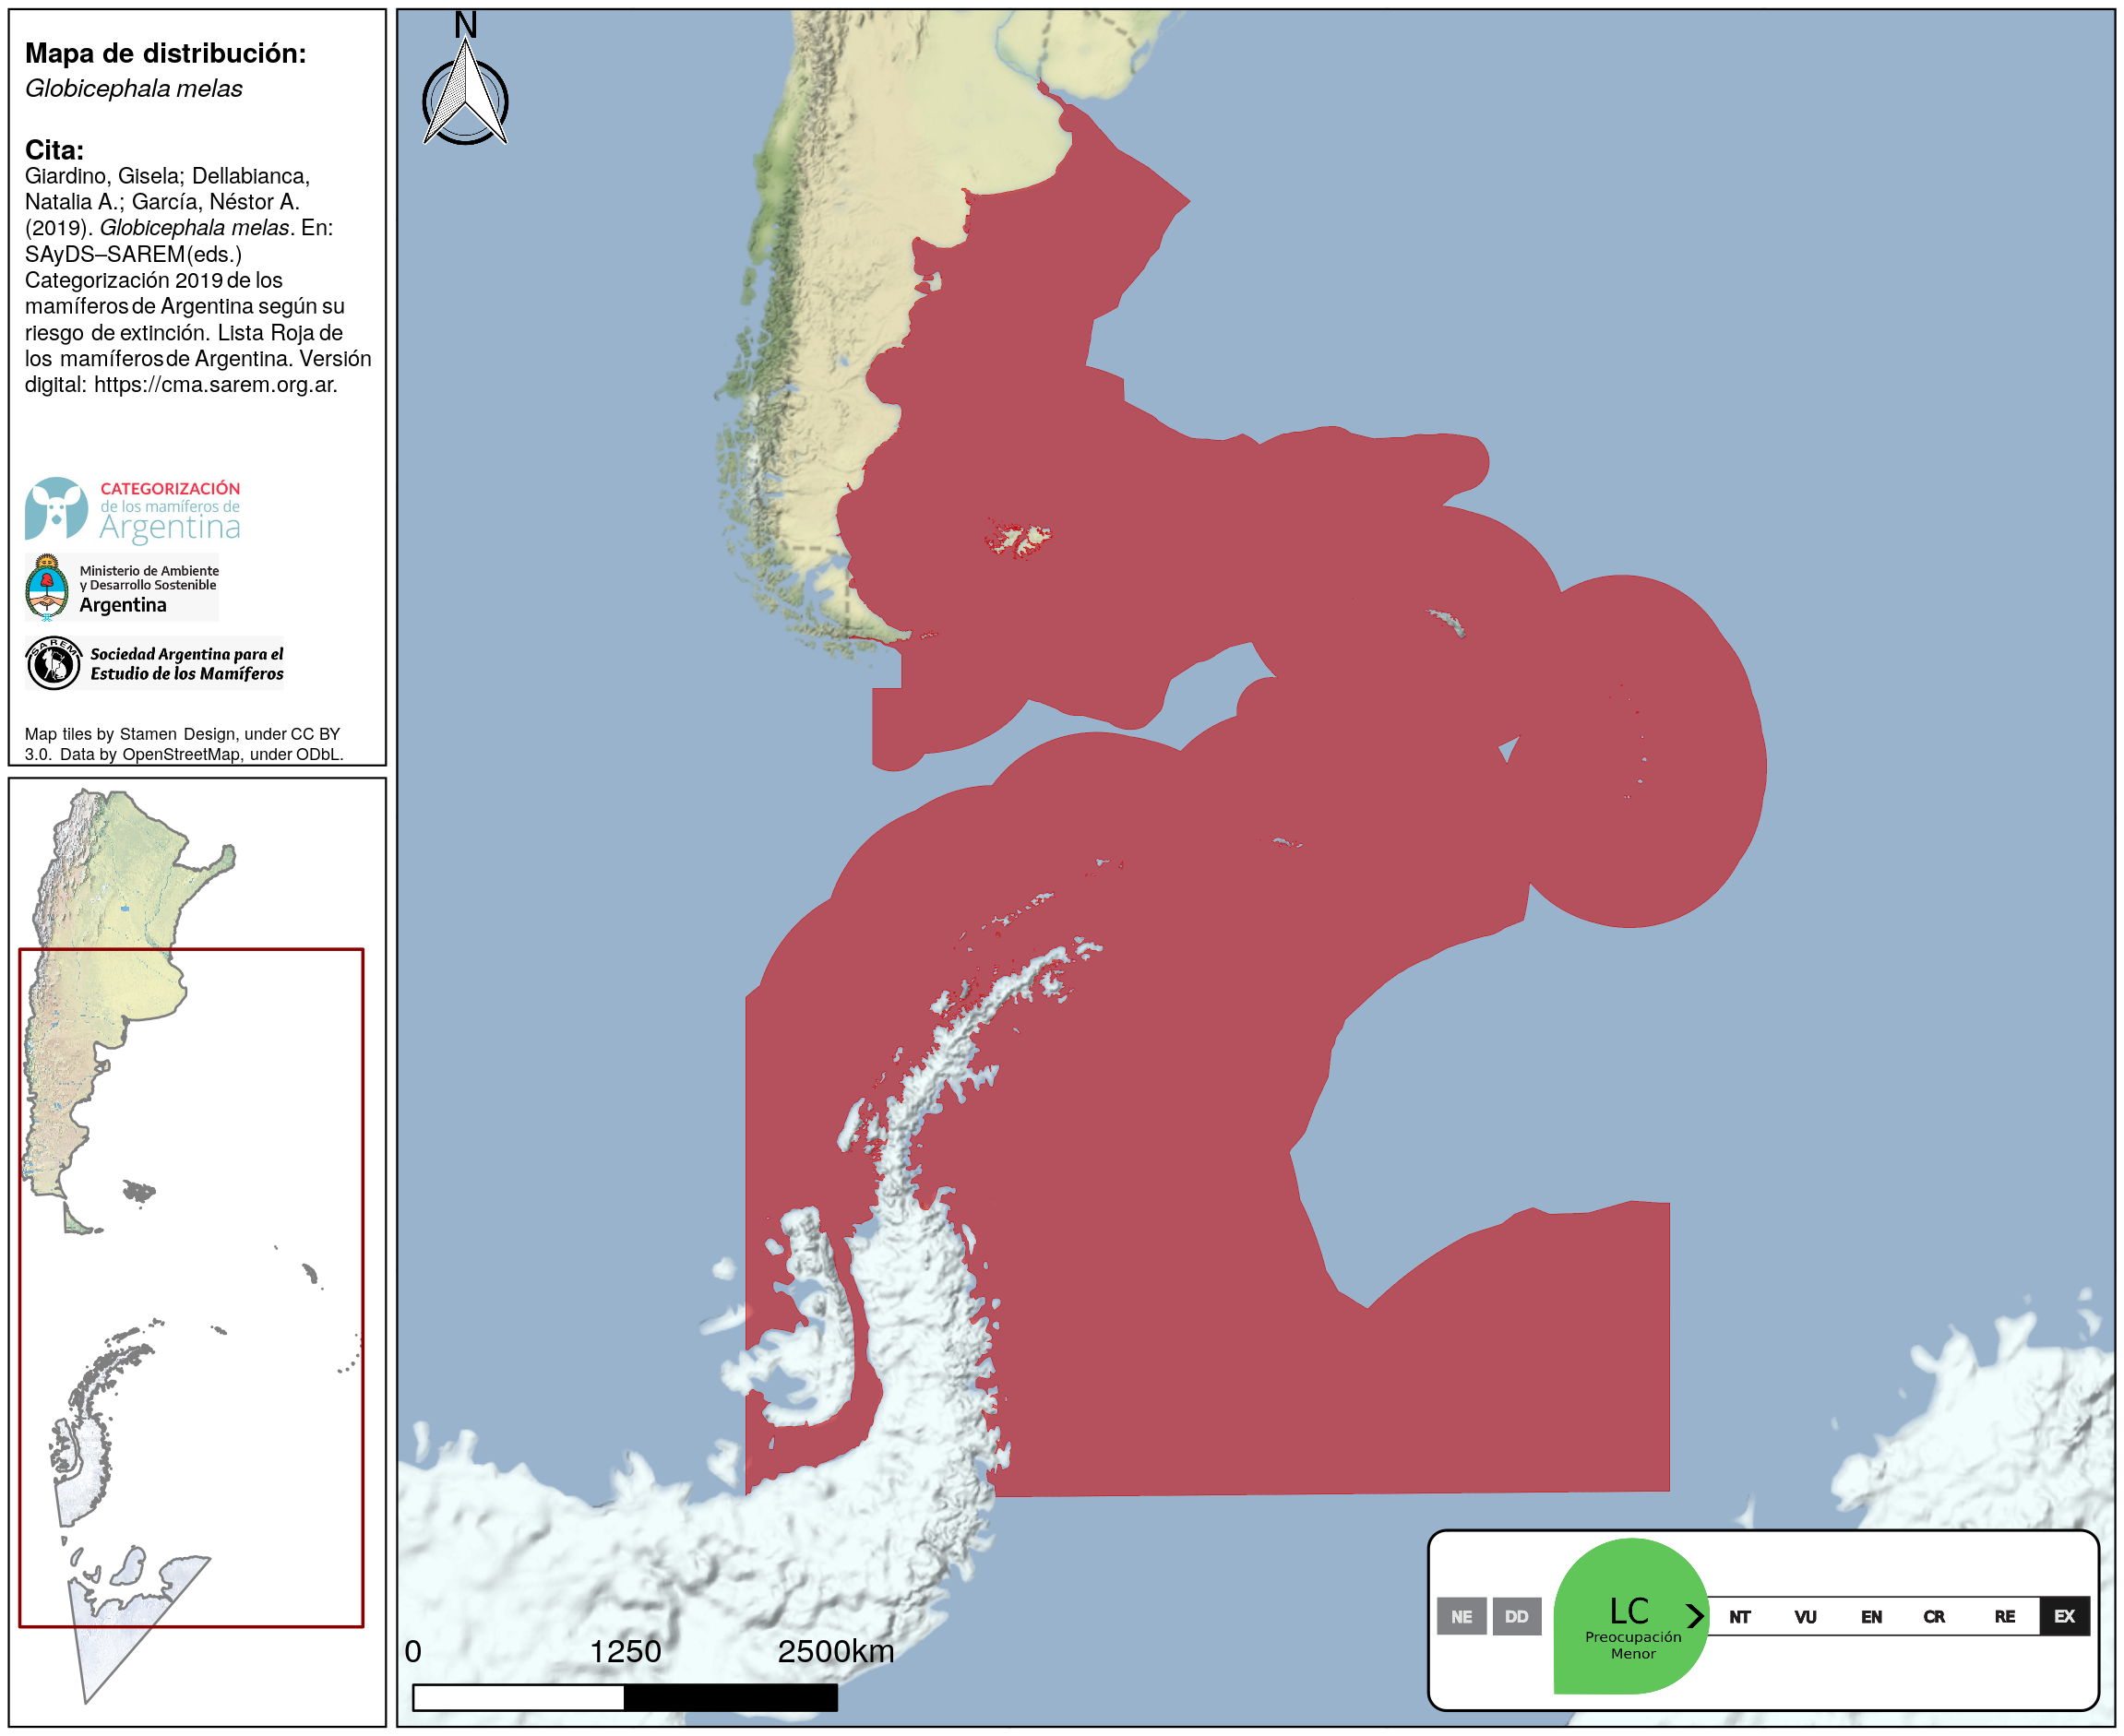 Mapa de distribución:
Globicephala melas
Cita:
Giardino, Gisela; Dellabianca,
Natalia A.; García, Néstor A.
(2019). Globicephala melas. En:
SAyDS–SAREM(eds.)
Categorización 2019 de los
mamíferos de Argentina según su
riesgo de extinción. Lista Roja de
los mamíferos de Argentina. Versión
digital: https://cma.sarem.org.ar.
CATEGORIZACIÓN
de los mamíferos de
Argentina
Ministerio de Ambiente
y Desarrollo Sostenible
Argentina
SAREM
Sociedad Argentina para el
Estudio de los Mamíferos
Map tiles by Stamen Design, under CC BY
3.0. Data by OpenStreetMap, under ODbL.
N
0 1250 2500km
NE DD LC NT VU EN CR RE EX
Preocupación
Menor